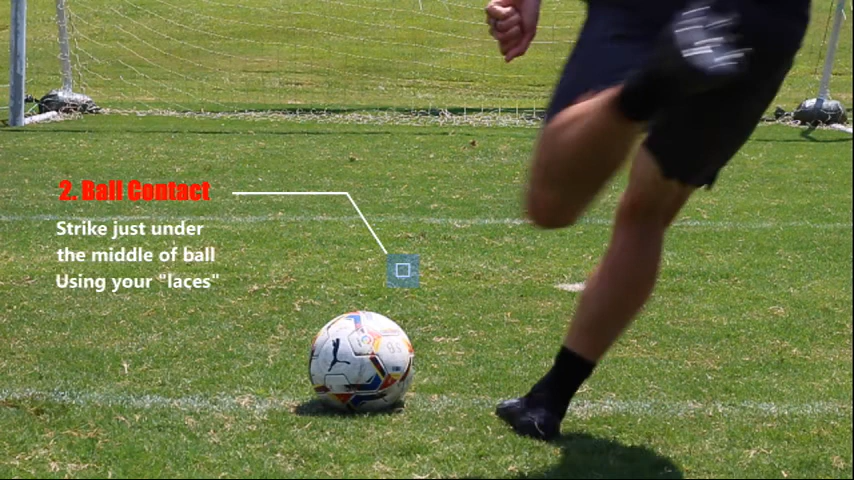 2. Ball Contact
Strike just under
the middle of ball
Using your "laces"